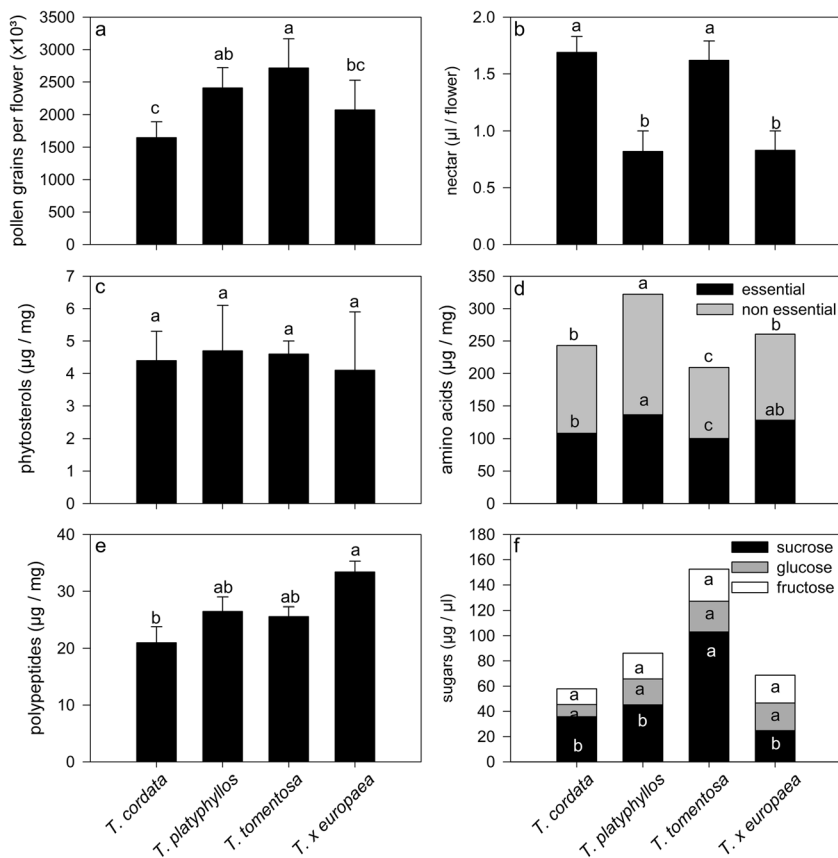 a
pollen grains per flower (x10³)
3500
3000
2500
2000
1500
1000
500
0
c
ab
a
bc
b
nectar (µl / flower)
2.0
1.5
1.0
0.5
0.0
a
b
a
b
c
phytosterols (µg / mg)
7
6
5
4
3
2
1
0
a
a
a
a
d
amino acids (µg / mg)
350
300
250
200
150
100
50
0
essential
non essential
b
a
c
b
b
a
c
ab
e
polypeptides (µg / mg)
40
30
20
10
0
b
ab
ab
a
T. cordata
T. platyphyllos
T. tomentosa
T. x europaea
f
sugars (µg / µl)
180
160
140
120
100
80
60
40
20
0
sucrose
glucose
fructose
a
a
b
a
a
b
a
a
a
a
a
b
T. cordata
T. platyphyllos
T. tomentosa
T. x europaea